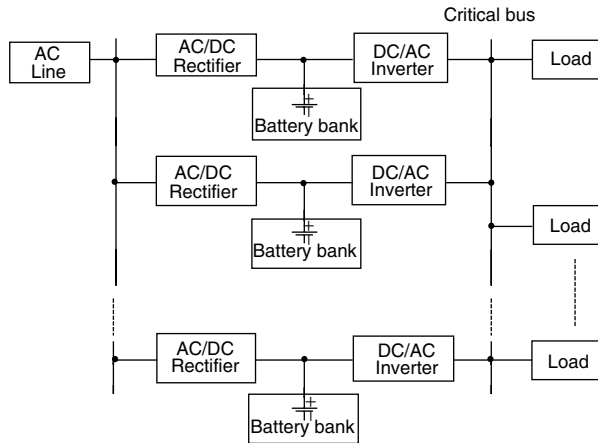 Critical bus
AC
Line
AC/DC
Rectifier
DC/AC
Inverter
Load
+
Battery bank
AC/DC
Rectifier
DC/AC
Inverter
+
Battery bank
Load
AC/DC
Rectifier
DC/AC
Inverter
Load
+
Battery bank